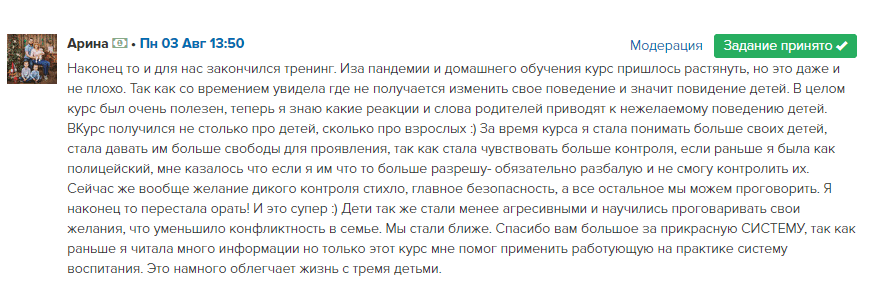 Арина • Пн 03 Авг 13:50
Модерация
Задание принято
Наконец то и для нас закончился тренинг. Иза пандемии и домашнего обучения курс пришлось растянуть, но это даже и
не плохо. Так как со временем увидела где не получается изменить свое поведение и значит повидение детей. В целом
курс был очень полезен, теперь я знаю какие реакции и слова родителей приводят к нежелаемому поведению детей.
ВКурс получился не столько про детей, сколько про взрослых :) За время курса я стала понимать больше своих детей,
стала давать им больше свободы для проявления, так как стала чувствовать больше контроля, если раньше я была как
полицейский, мне казалось что если я им что то больше разрешу- обязательно разбалую и не смогу контролить их.
Сейчас же вообще желание дикого контроля стихло, главное безопасность, а все остальное мы можем проговорить. Я
наконец то перестала орать! И это супер :) Дети так же стали менее агресивными и научились проговаривать свои
желания, что уменьшило конфликтность в семье. Мы стали ближе. Спасибо вам большое за прикрасную СИСТЕМУ, так как
раньше я читала много информации но только этот курс мне помог применить работующую на практике систему
воспитания. Это намного облегчает жизнь с тремя детьми.